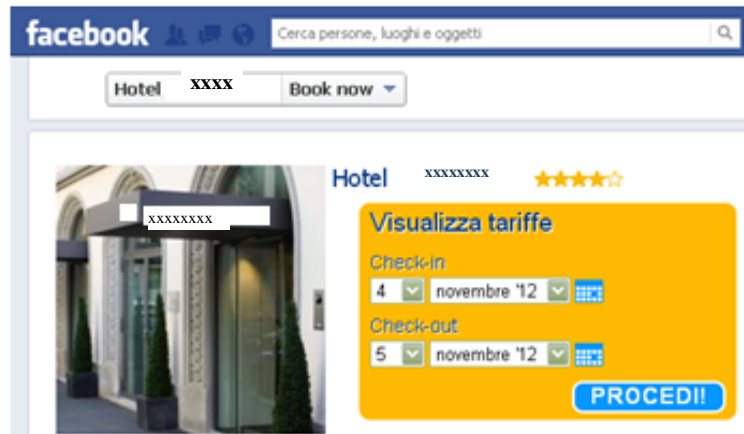 facebook Cerca persone, luoghi e oggetti
Hotel xxxx Book now
Hotel xxxxxxxx
xxxxxxxx
Visualizza tariffe
Check-in
4 novembre '12
Check-out
5 novembre '12
PROCEDI!